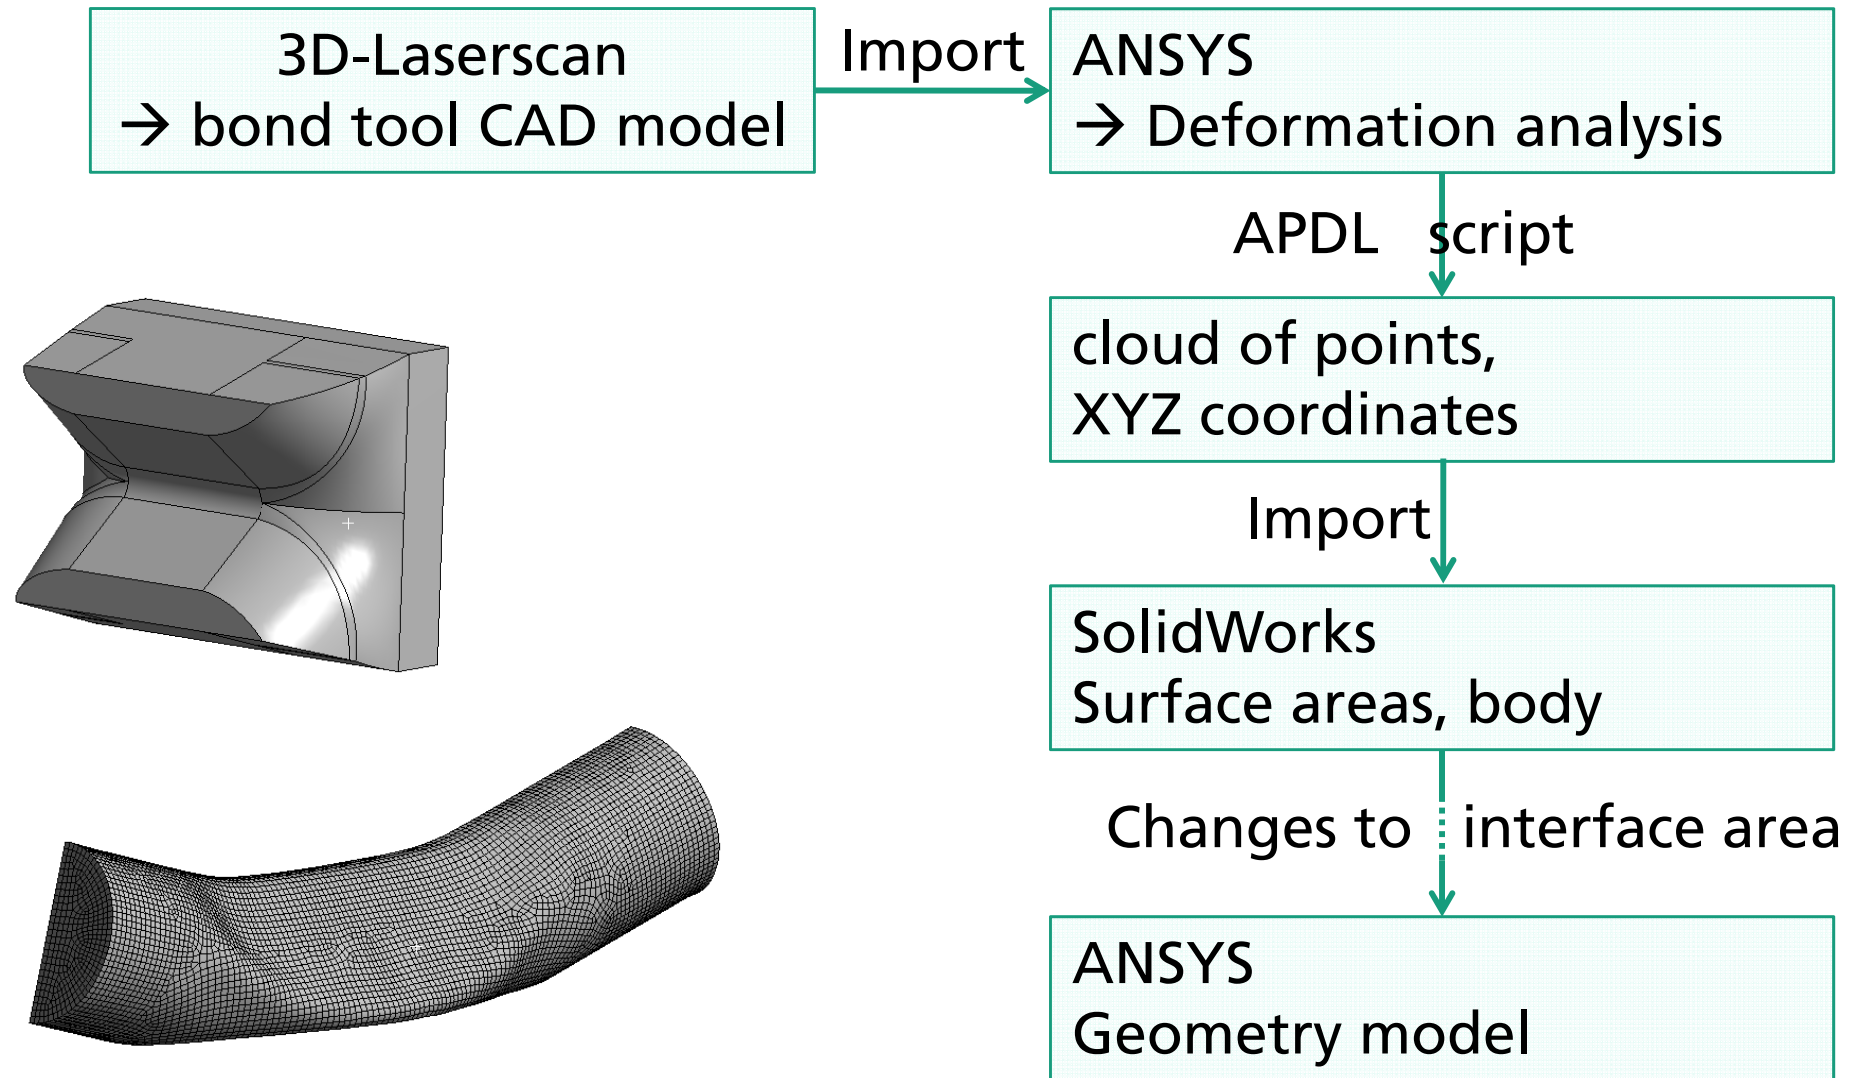 3D-Laserscan
→ bond tool CAD model
Import
ANSYS
→ Deformation analysis
APDL script
cloud of points,
XYZ coordinates
Import
SolidWorks
Surface areas, body
Changes to interface area
ANSYS
Geometry model